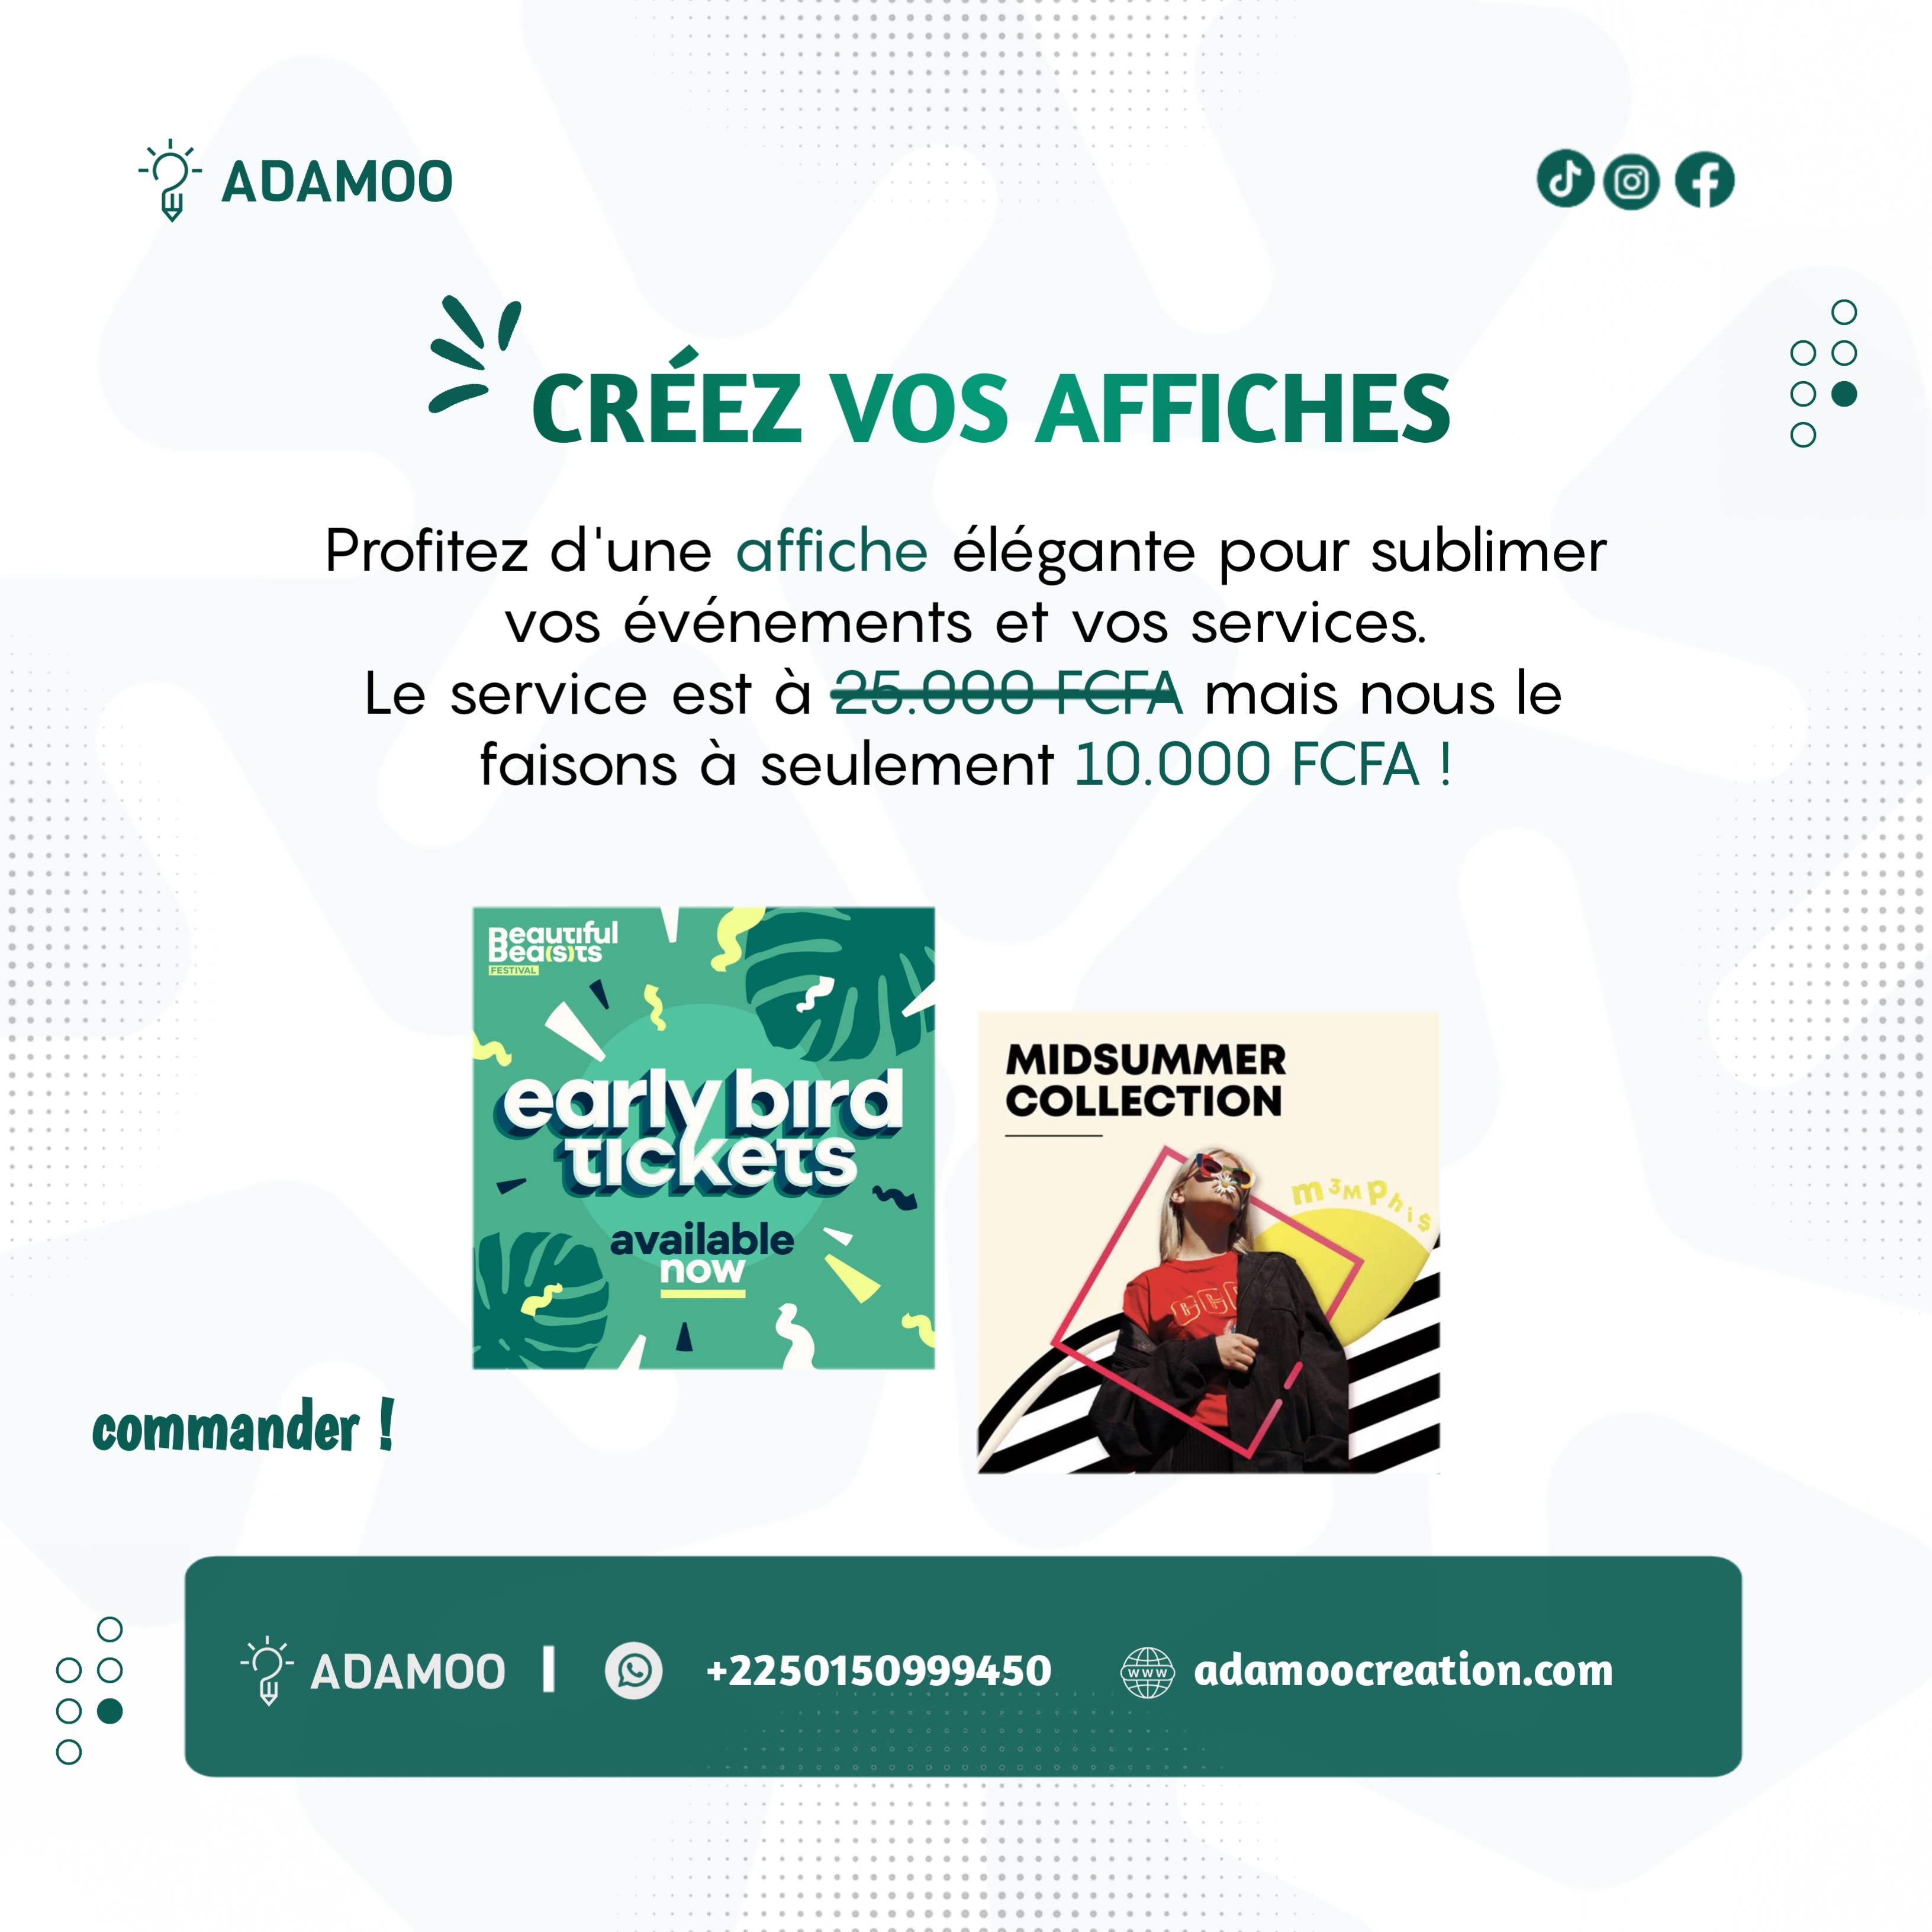 ADAMOO
CRÉEZ VOS AFFICHES
Profitez d'une affiche élégante pour sublimer
vos événements et vos services.
Le service est à 25.000 FCFA mais nous le
faisons à seulement 10.000 FCFA !
Beautiful
Bea(s)ts
FESTIVAL
early bird
tickets
available
now
MIDSUMMER
COLLECTION
m3mphi$
commander !
ADAMOO
+2250150999450
www
adamoocreation.com